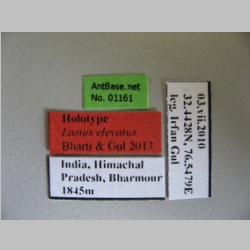 AntBase.net
No. 01161
Holotype
Lasius elevatus
Bharti & Gul 2013
India, Himachal
Pradesh, Bharmour
1845m
03.vii.2010
32.4428N, 76.5479E
leg. Irfan Gul